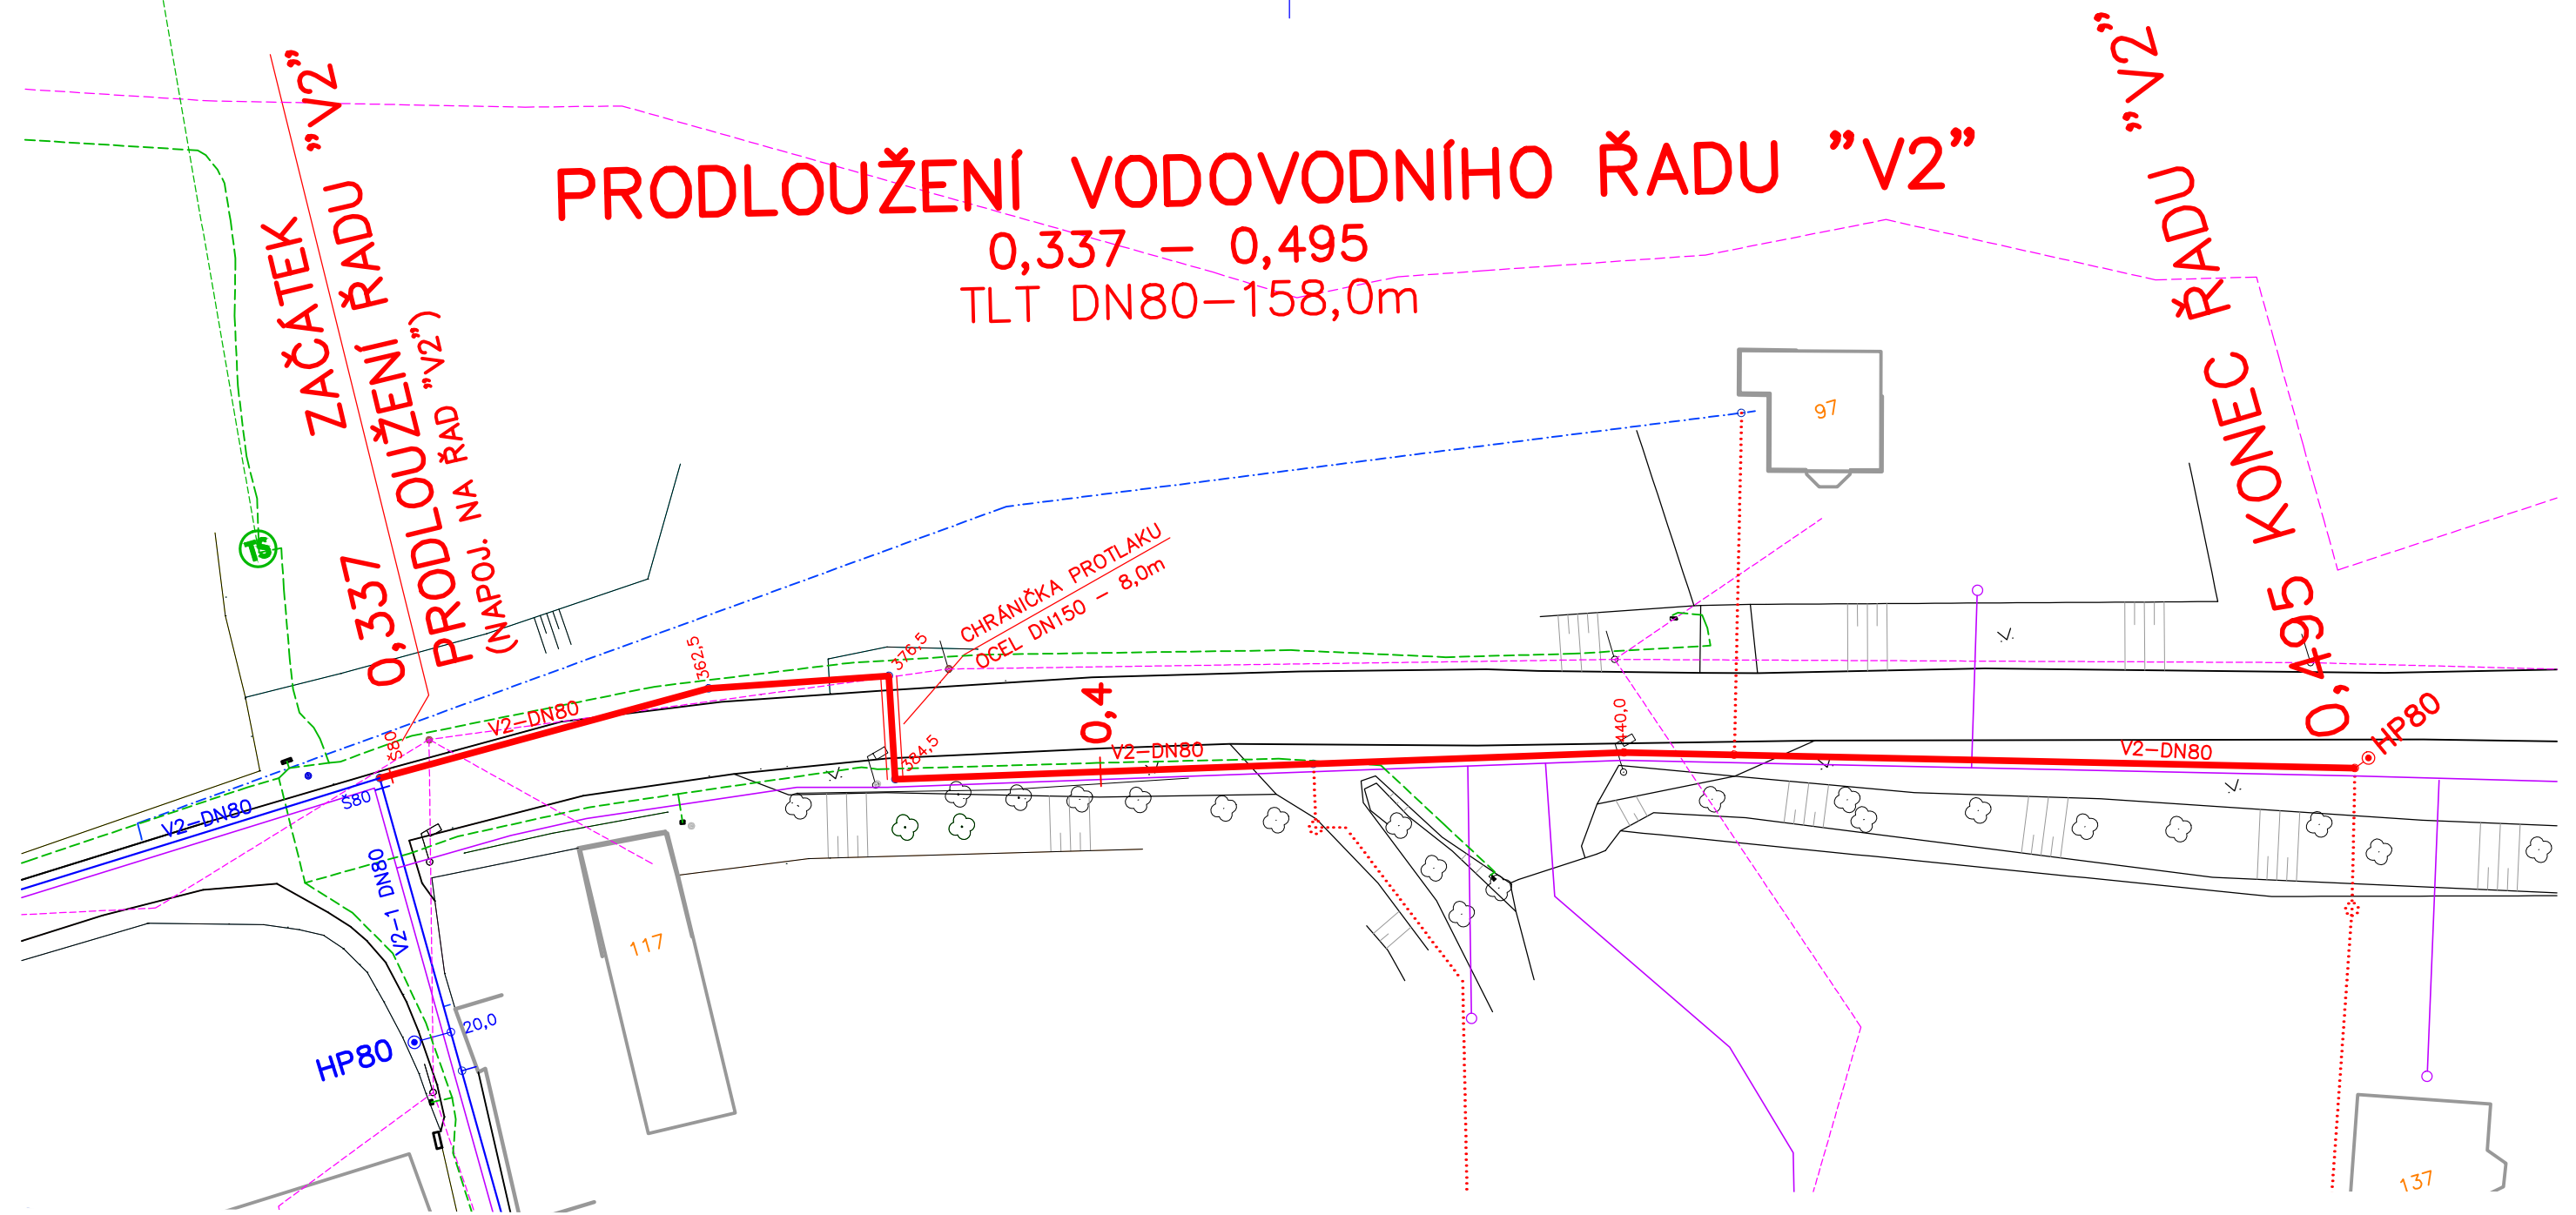 PRODLOUŽENÍ VODOVODNÍHO ŘADU "V2"
0,337 – 0,495
TLT DN80–158,0m
ZAČÁTEK
0,337
PRODLOUŽENÍ ŘADU "V2"
(NAPOJ. NA ŘAD "V2")
0,495 KONEC ŘADU "V2"
97
TS
CHRÁNIČKA PROTLAKU
OCEL DN150 – 8,0m
362,5
376,5
384,5
0,4
440,0
V2–DN80
V2–DN80
V2–DN80
HP80
Š80
Š80
V2–DN80
V2–1 DN80
20,0
HP80
117
137